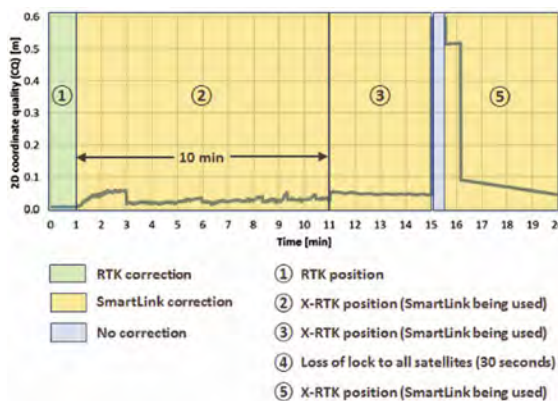 2D coordinate quality (CQ) [m]
0.6
0.5
0.4
0.3
0.2
0.1
0.0
① ② ③ ⑤
10 min
0 1 2 3 4 5 6 7 8 9 10 11 12 13 14 15 16 17 18 19 20
Time [min]
RTK correction
SmartLink correction
No correction
① RTK position
② X-RTK position (SmartLink being used)
③ X-RTK position (SmartLink being used)
④ Loss of lock to all satellites (30 seconds)
⑤ X-RTK position (SmartLink being used)